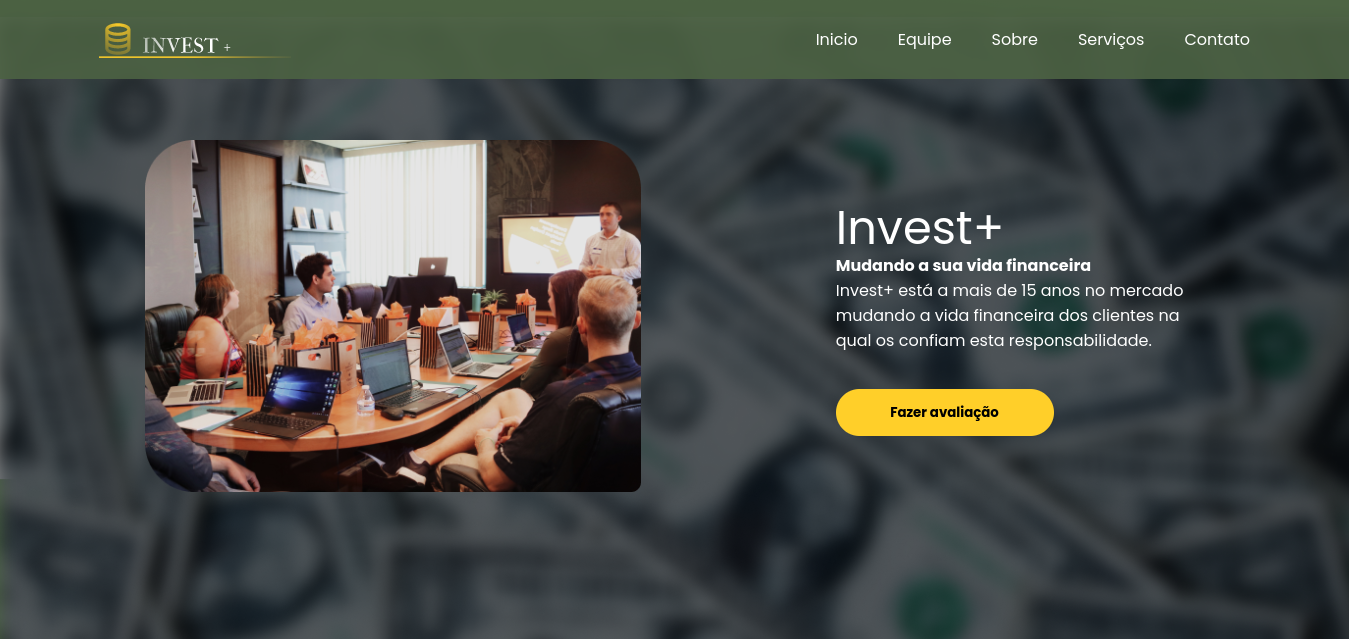 INVEST +
Inicio
Equipe
Sobre
Serviços
Contato
Invest+
Mudando a sua vida financeira
Invest+ está a mais de 15 anos no mercado
mudando a vida financeira dos clientes na
qual os confiam esta responsabilidade.
Fazer avaliação